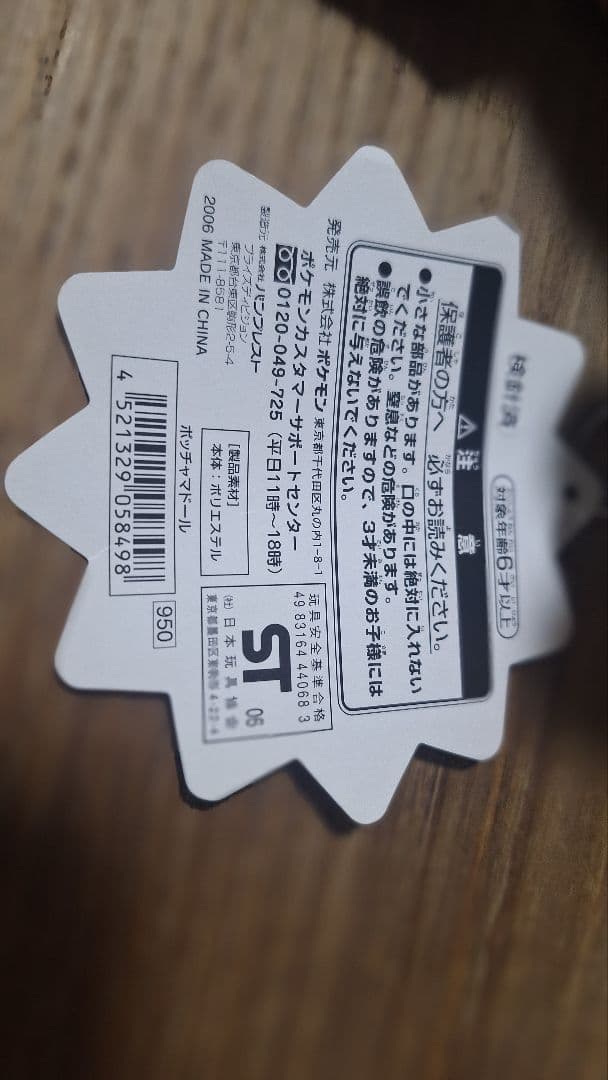 検針済
対象年齢6才以上
⚠ 注意
保護者の方へ 必ずお読みください。
●小さな部品があります。口の中には絶対に入れない
でください。窒息などの危険があります。
●誤飲の危険がありますので、3才未満のお子様には
絶対に与えないでください。
発売元 株式会社ポケモン 東京都千代田区丸の内1-8-1
ポケモンカスタマーサポートセンター
0120-049-725 (平日11時～18時)
製造元 株式会社バンプレスト
プライズディビジョン
東京都台東区駒形2-5-4
〒111-8581
2006 MADE IN CHINA
[製品素材]
本体：ポリエステル
玩具安全基準合格
49 83164 44068 3
ST 06
(社)日本玩具協会
東京都墨田区東駒形4-22-4
ポッチャマドール
4 521329 058498
950